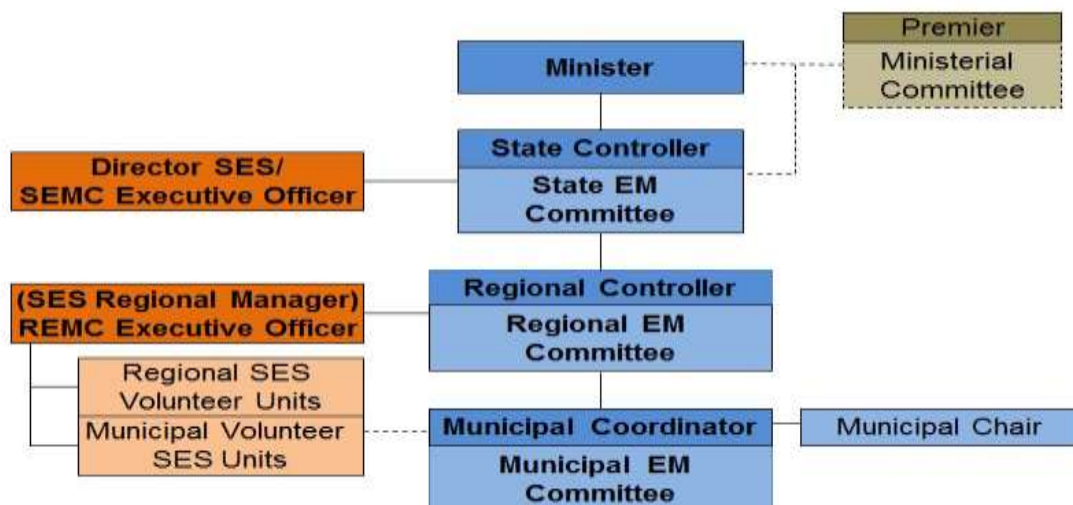 Premier
Ministerial
Committee
Minister
State Controller
State EM
Committee
Director SES/
SEMC Executive Officer
Regional Controller
Regional EM
Committee
(SES Regional Manager)
REMC Executive Officer
Regional SES
Volunteer Units
Municipal Volunteer
SES Units
Municipal Coordinator
Municipal EM
Committee
Municipal Chair